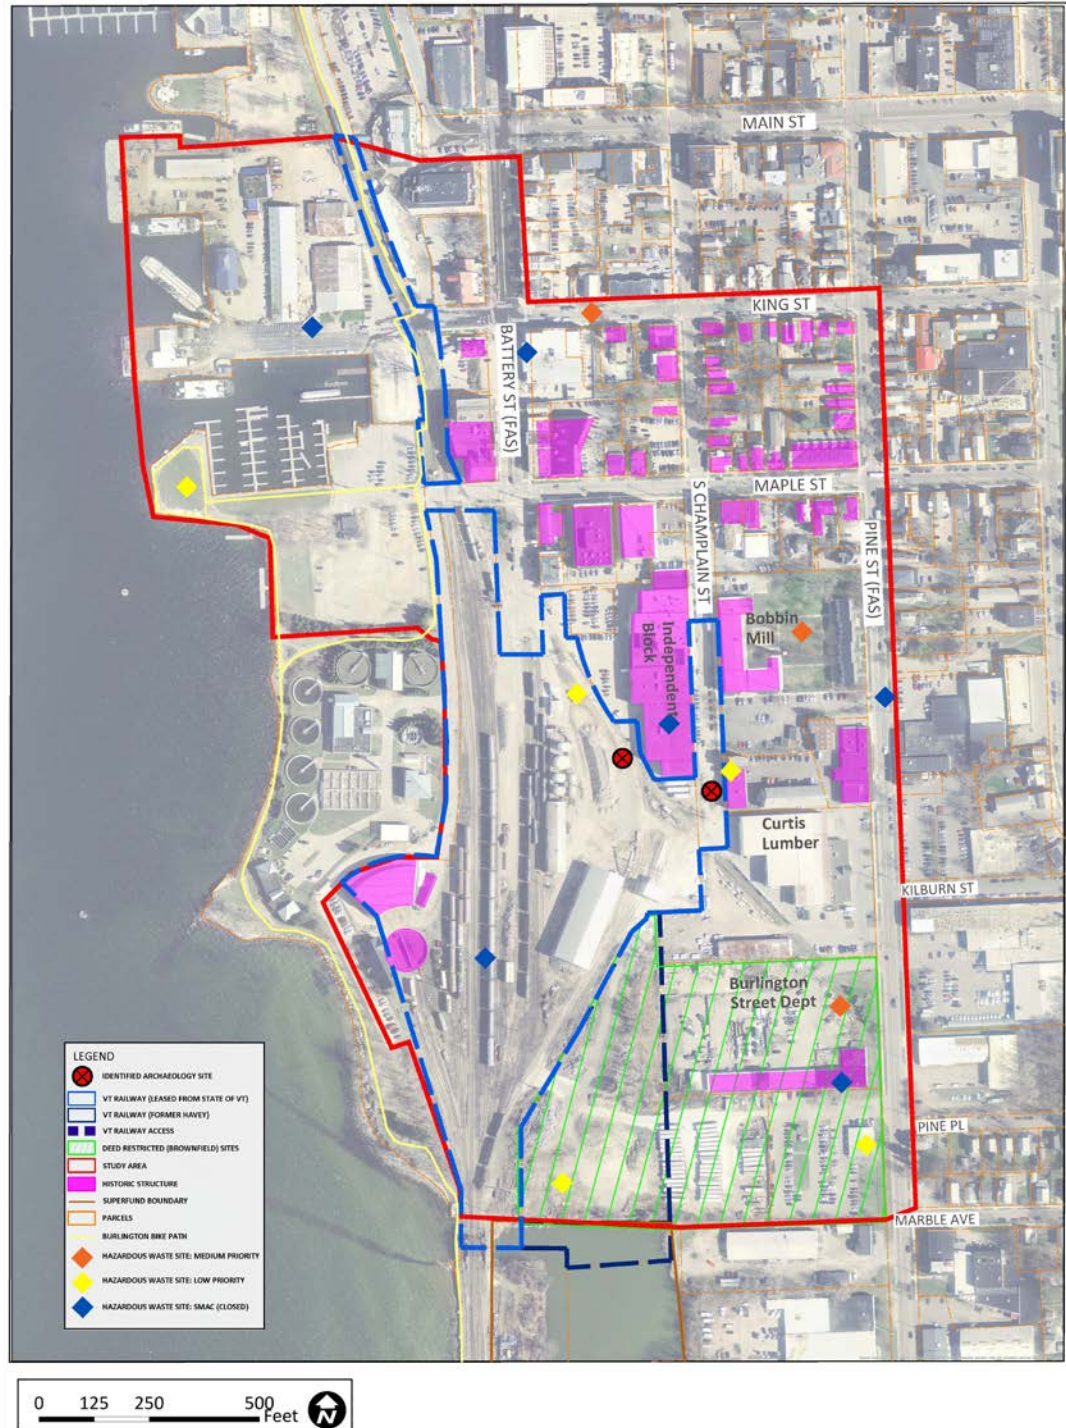 MAIN ST
KING ST
BATTERY ST (FAS)
S CHAMPLAIN ST
MAPLE ST
PINE ST (FAS)
Independent
Block
Bobbin
Mill
Curtis
Lumber
KILBURN ST
Burlington
Street Dept
PINE PL
MARBLE AVE
LEGEND
IDENTIFIED ARCHAEOLOGY SITE
VT RAILWAY (LEASED FROM STATE OF VT)
VT RAILWAY (FORMER HAVEY)
VT RAILWAY ACCESS
DEED RESTRICTED (BROWNFIELD) SITES
STUDY AREA
HISTORIC STRUCTURE
SUPERFUND BOUNDARY
PARCELS
BURLINGTON BIKE PATH
HAZARDOUS WASTE SITE: MEDIUM PRIORITY
HAZARDOUS WASTE SITE: LOW PRIORITY
HAZARDOUS WASTE SITE: SMAC (CLOSED)
0 125 250 500
Feet N